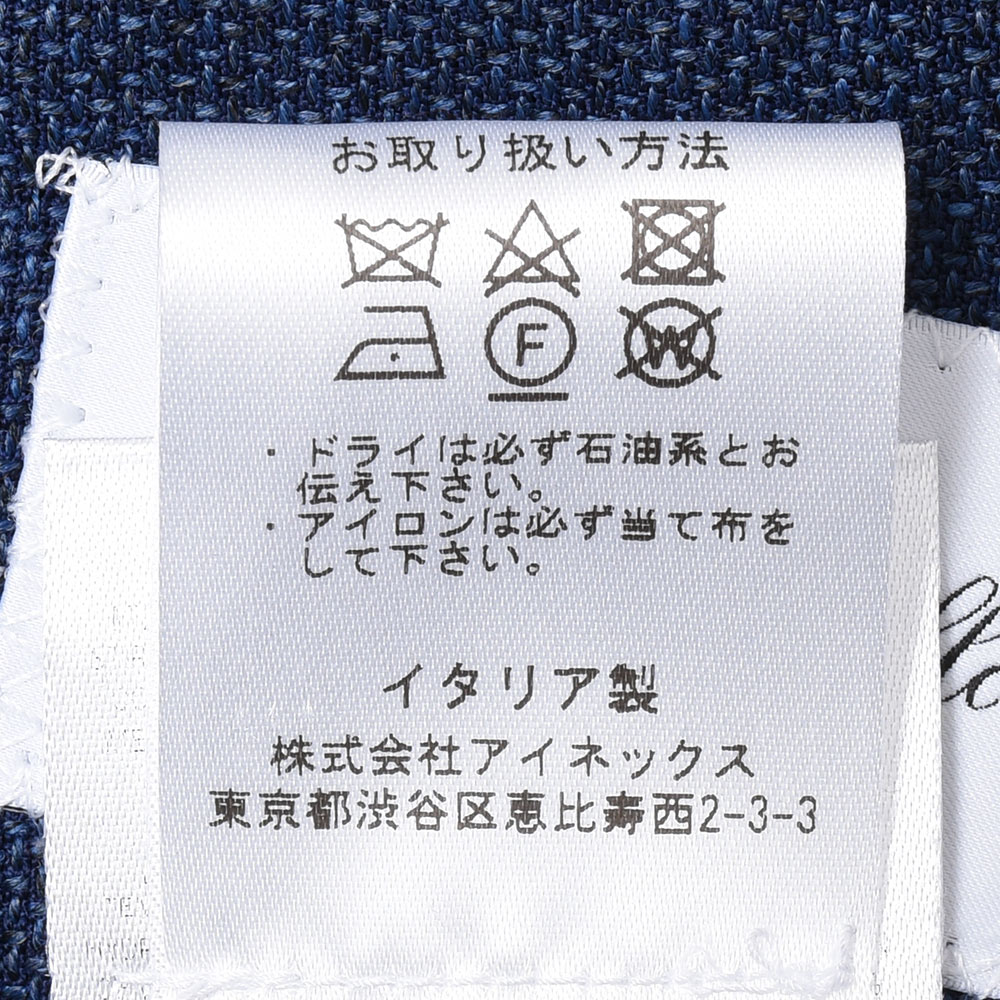 お取り扱い方法
F
W
・ドライは必ず石油系とお
伝え下さい。
・アイロンは必ず当て布を
して下さい。
イタリア製
株式会社アイネックス
東京都渋谷区恵比寿西2-3-3